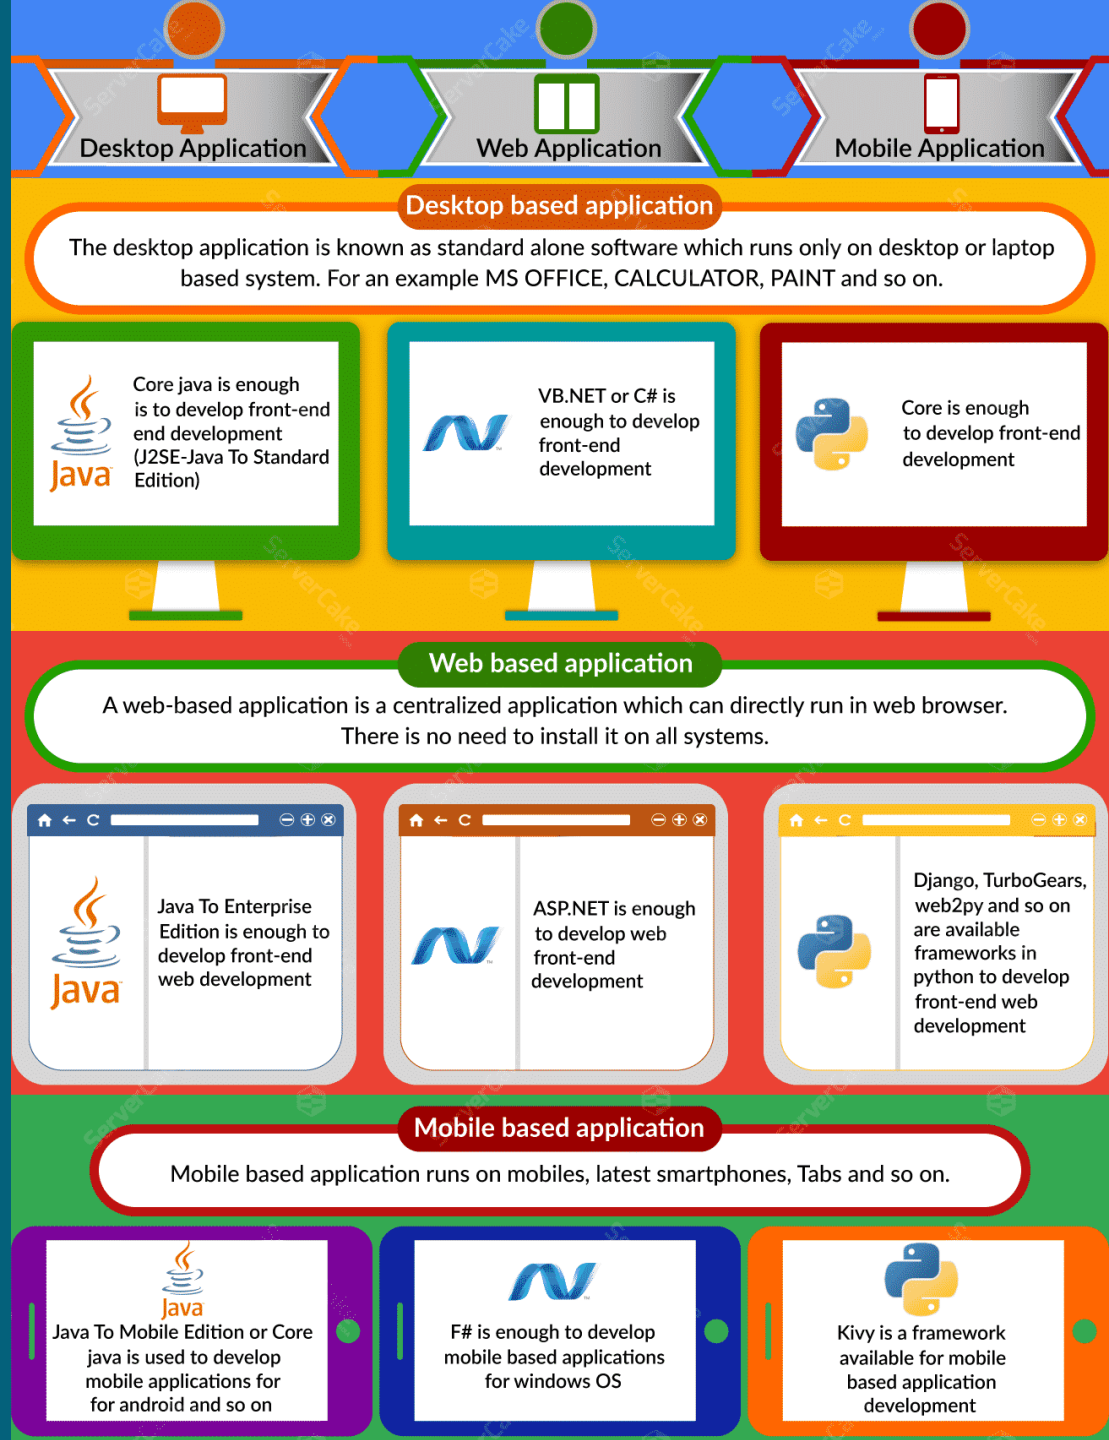 Desktop Application
Web Application
Mobile Application
Desktop based application
The desktop application is known as standard alone software which runs only on desktop or laptop
based system. For an example MS OFFICE, CALCULATOR, PAINT and so on.
Java
Core java is enough
is to develop front-end
end development
(J2SE-Java To Standard
Edition)
VB.NET or C# is
enough to develop
front-end
development
Core is enough
to develop front-end
development
Web based application
A web-based application is a centralized application which can directly run in web browser.
There is no need to install it on all systems.
Java
Java To Enterprise
Edition is enough to
develop front-end
web development
ASP.NET is enough
to develop web
front-end
development
Django, TurboGears,
web2py and so on
are available
frameworks in
python to develop
front-end web
development
Mobile based application
Mobile based application runs on mobiles, latest smartphones, Tabs and so on.
Java
Java To Mobile Edition or Core
java is used to develop
mobile applications for
for android and so on
F# is enough to develop
mobile based applications
for windows OS
Kivy is a framework
available for mobile
based application
development
ServerCake